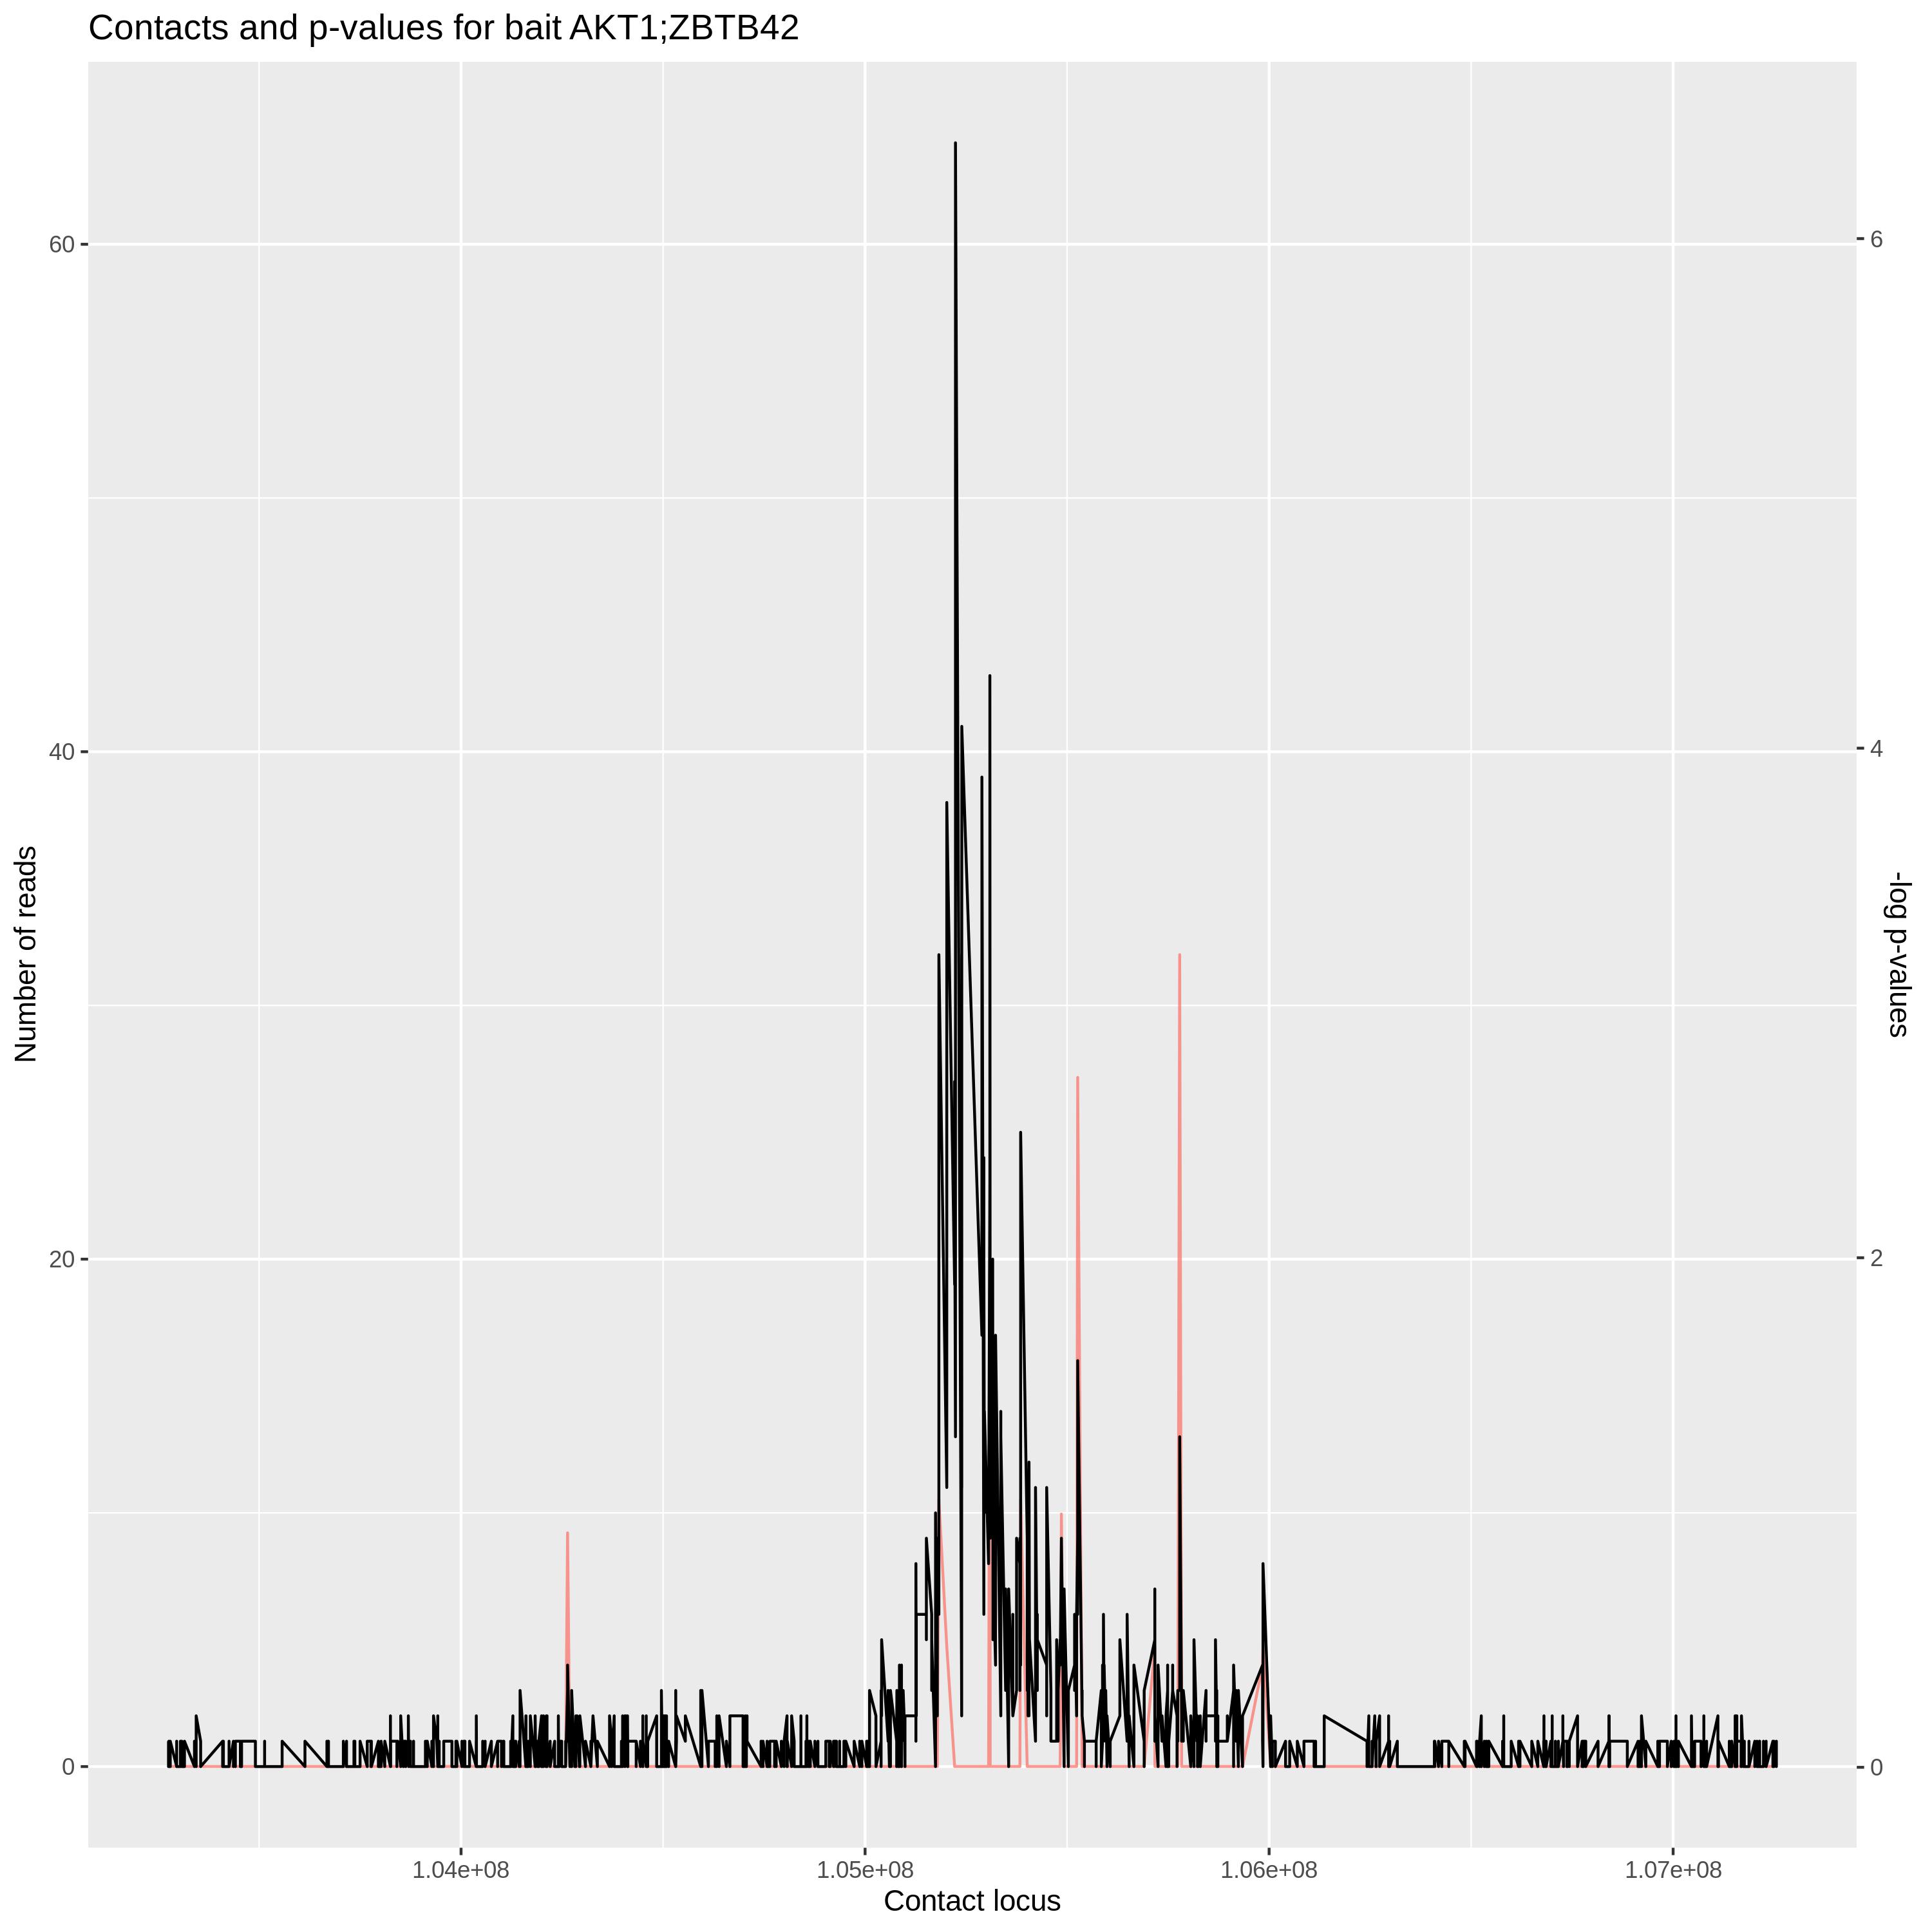 Contacts and p-values for bait AKT1;ZBTB42
60
40
20
0
Number of reads
6
4
2
0
-log p-values
1.04e+08
1.05e+08
1.06e+08
1.07e+08
Contact locus